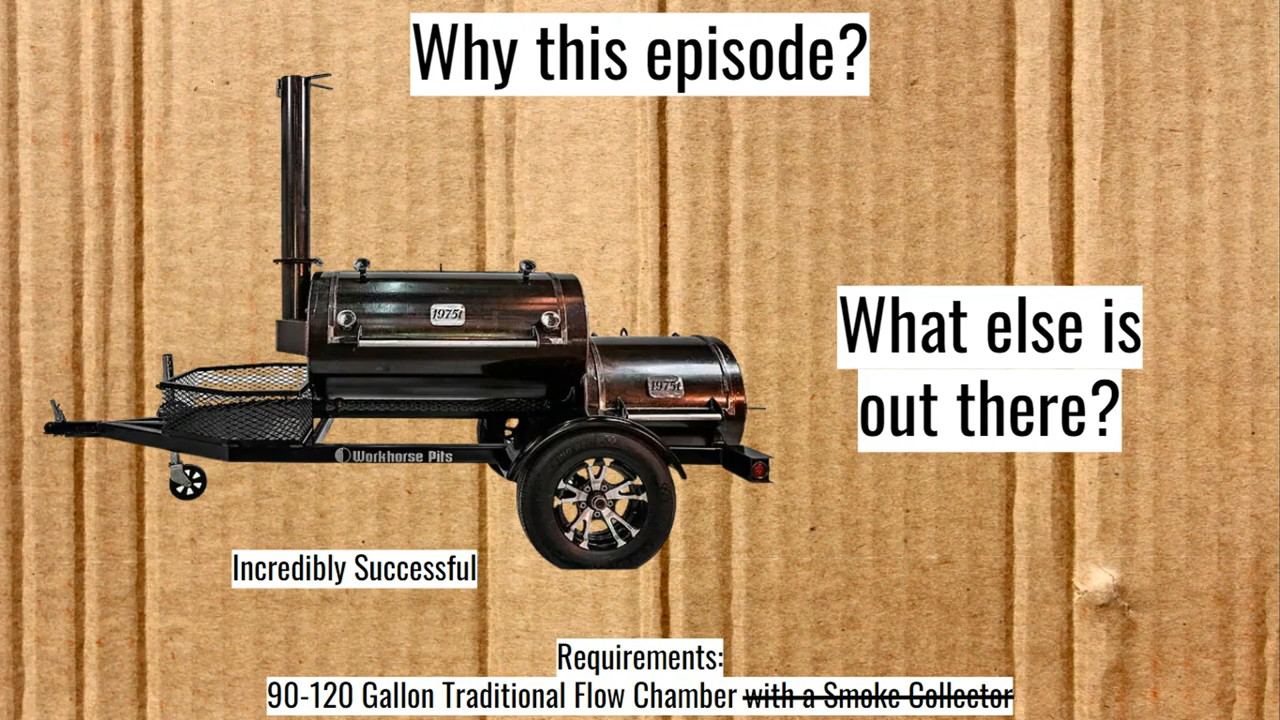 Why this episode?
1975t
1975t
Workhorse Pits
What else is
out there?
Incredibly Successful
Requirements:
90-120 Gallon Traditional Flow Chamber with a Smoke Collector